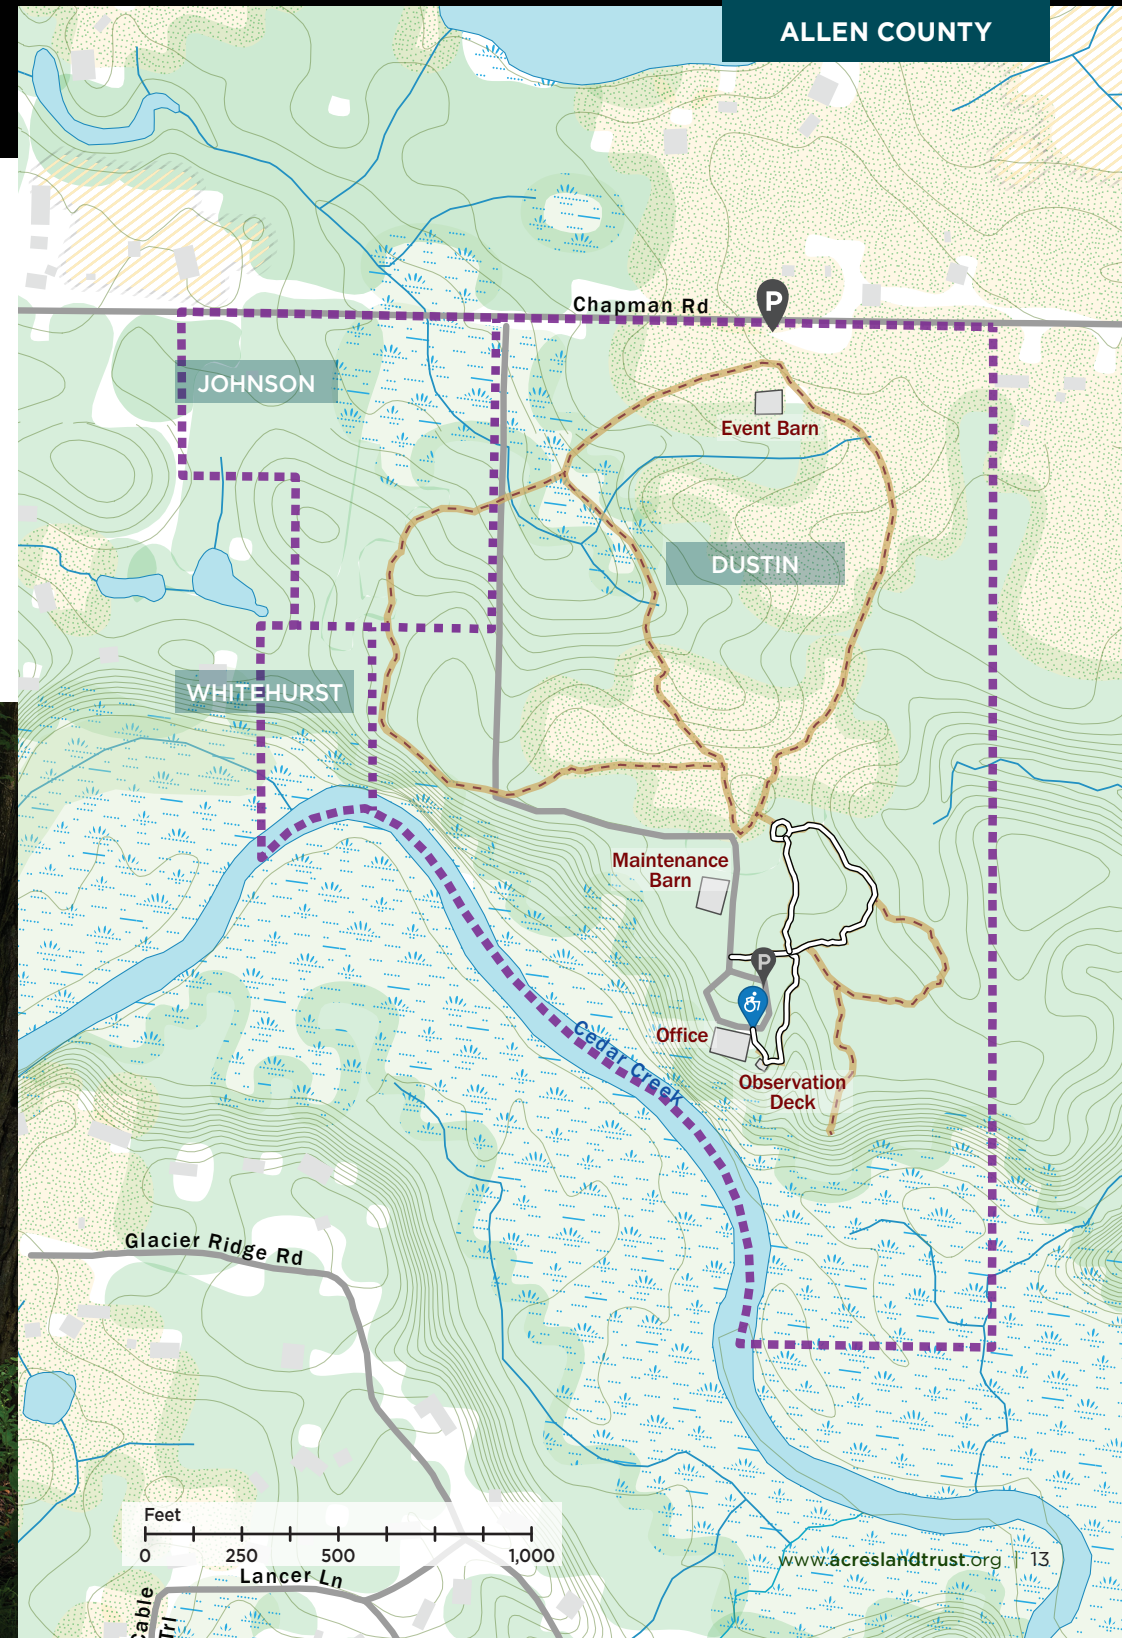 ALLEN COUNTY
Chapman Rd
P
JOHNSON
Event Barn
DUSTIN
WHITEHURST
Maintenance
Barn
P
Office
Cedar Creek
Observation
Deck
Glacier Ridge Rd
Feet
0 250 500 1,000
Lancer Ln
Trl
www.acreslandtrust.org | 13